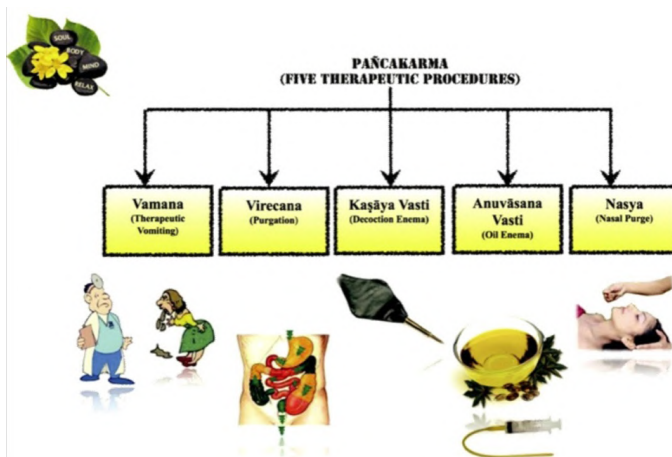 SOUL
BODY
MIND
RELAX
PAÑCAKARMA
(FIVE THERAPEUTIC PROCEDURES)
Vamana
(Therapeutic
Vomiting)
Virecana
(Purgation)
Kaṣāya Vasti
(Decoction Enema)
Anuvāsana
Vasti
(Oil Enema)
Nasya
(Nasal Purge)